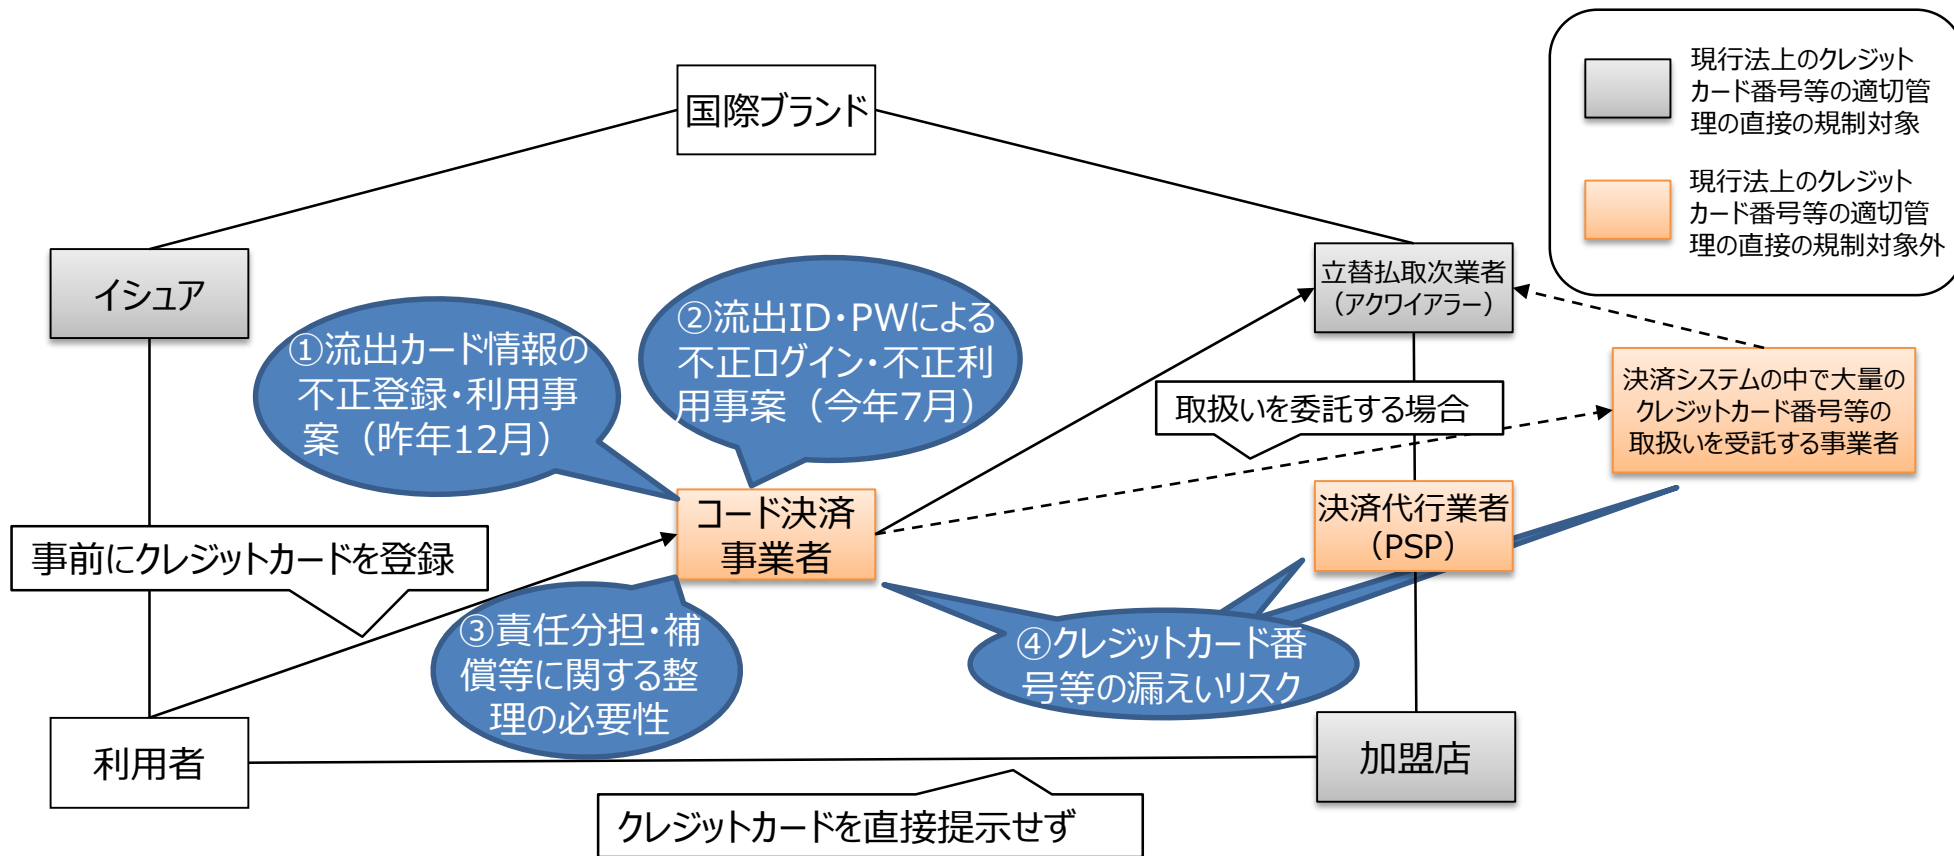 現行法上のクレジット
カード番号等の適切管
理の直接の規制対象
現行法上のクレジット
カード番号等の適切管
理の直接の規制対象外
国際ブランド
イシュア
立替払取次業者
（アクワイアラー）
①流出カード情報の
不正登録・利用事
案（昨年12月）
②流出ID・PWによる
不正ログイン・不正利
用事案（今年7月）
取扱いを委託する場合
決済システムの中で大量の
クレジットカード番号等の
取扱いを受託する事業者
コード決済
事業者
決済代行業者
（PSP）
事前にクレジットカードを登録
③責任分担・補
償等に関する整
理の必要性
④クレジットカード番
号等の漏えいリスク
利用者
加盟店
クレジットカードを直接提示せず